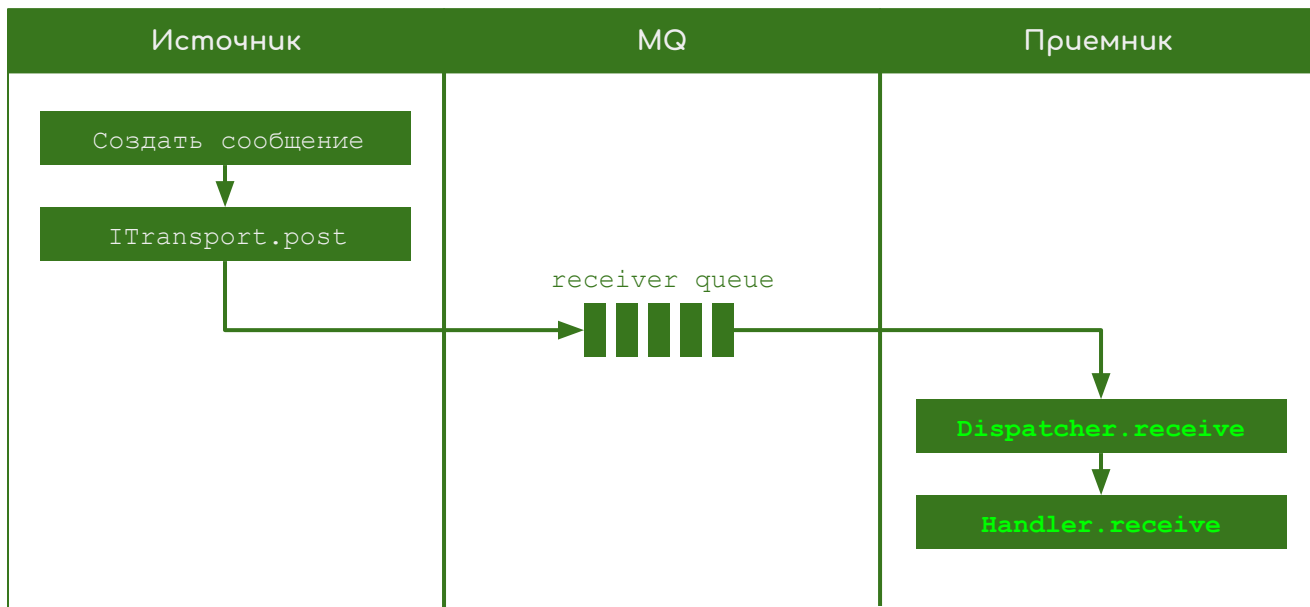 Источник
MQ
Приемник
Создать сообщение
ITransport.post
receiver queue
Dispatcher.receive
Handler.receive